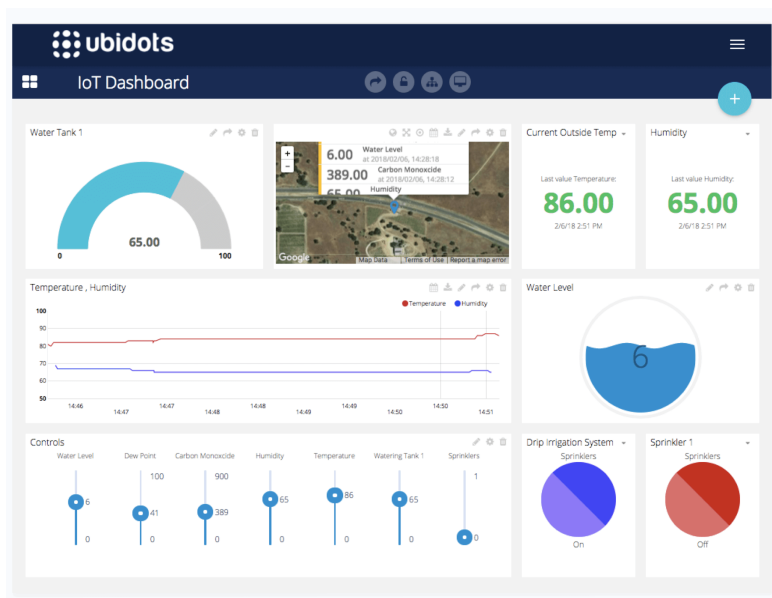 ubidots
IoT Dashboard
+
Water Tank 1
65.00
0
100
+
−
6.00 Water Level
at 2018/02/06, 14:28:18
389.00 Carbon Monoxcide
at 2018/02/06, 14:28:12
65.00 Humidity
Google
Map Data
Terms of Use
Report a map error
Current Outside Temp
Last value Temperature:
86.00
2/6/18 2:51 PM
Humidity
Last value Humidity:
65.00
2/6/18 2:51 PM
Temperature , Humidity
Temperature Humidity
100
90
80
70
60
50
14:46 14:47 14:47 14:48 14:48 14:49 14:49 14:50 14:50 14:51
Water Level
6
Controls
Water Level Dew Point Carbon Monoxcide Humidity Temperature Watering Tank 1 Sprinklers
100 900 1
6 41 389 65 86 65 0
0 0 0 0 0 0
Drip Irrigation System
Sprinklers
On
Sprinkler 1
Sprinklers
Off